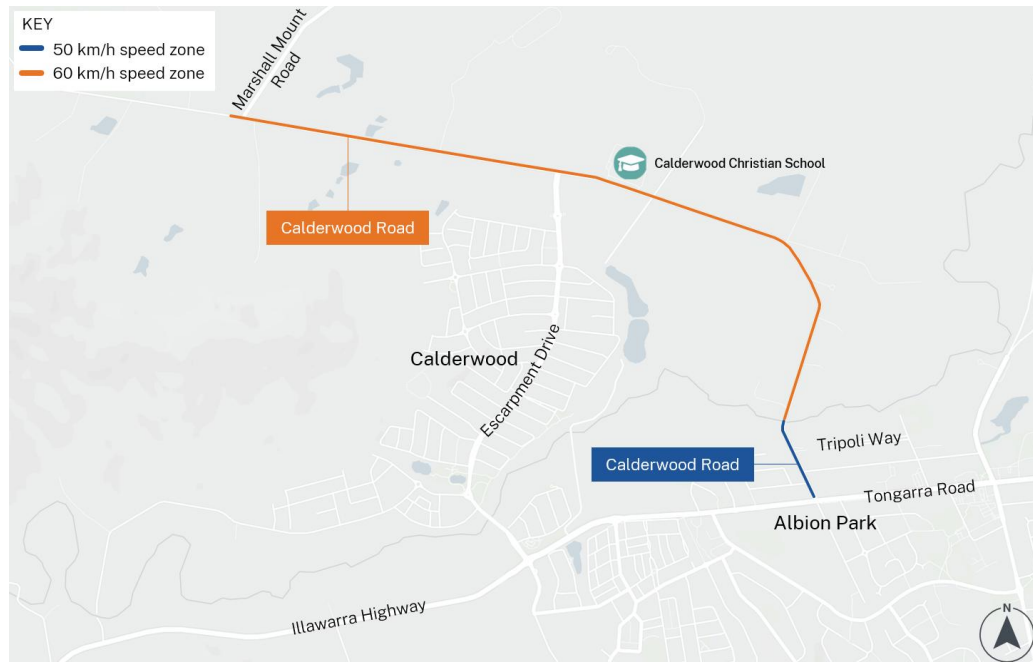 KEY
50 km/h speed zone
60 km/h speed zone
Marshall Mount
Road
Calderwood Christian School
Calderwood Road
Calderwood
Escarpment Drive
Calderwood Road
Tripoli Way
Tongarra Road
Albion Park
Illawarra Highway
N